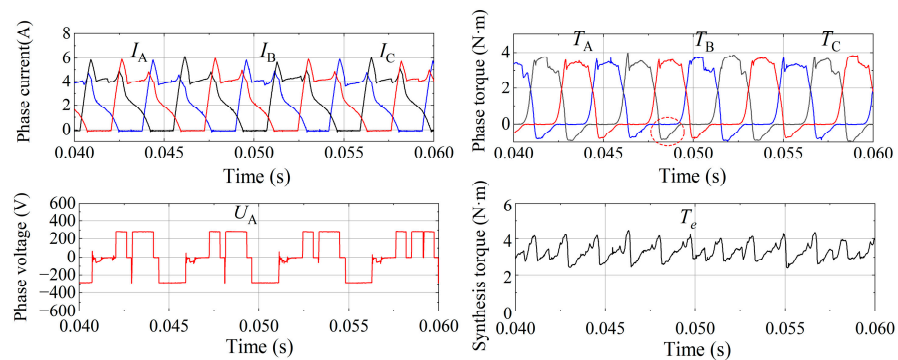 Phase current(A)
8
6
4
2
0
I_A I_B I_C
0.040 0.045 0.050 0.055 0.060
Time (s)
Phase torque (N·m)
4
2
0
T_A T_B T_C
0.040 0.045 0.050 0.055 0.060
Time (s)
Phase voltage (V)
600
400
200
0
−200
−400
−600
U_A
0.040 0.045 0.050 0.055 0.060
Time (s)
Synthesis torque (N·m)
5
4
3
2
1
0
T_e
0.040 0.045 0.050 0.055 0.060
Time (s)